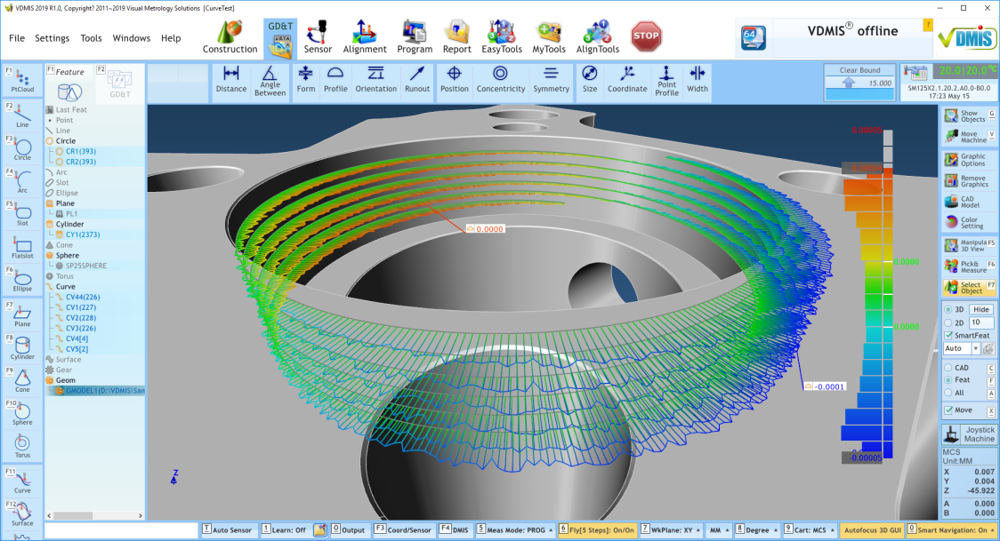 VDMIS 2019 R1.0, Copyright? 2011~2019 Visual Metrology Solutions [CurveTest]
File Settings Tools Windows Help
Construction
GD&T
Sensor
Alignment
Program
Report
EasyTools
MyTools
AlignTools
STOP
64
VDMIS® offline
?
VDMIS
F1 PtCloud
F2 Line
F3 Circle
F4 Arc
F5 Slot
Flatslot
F6 Ellipse
F7 Plane
F8 Cylinder
F9 Cone
F10 Sphere
Torus
F11 Curve
F12 Surface
F1 Feature
F2 GD&T
Distance
Angle Between
Form
Profile
Orientation
Runout
Position
Concentricity
Symmetry
Size
Coordinate
Point Profile
Width
Clear Bound
15.000
20.0/20.0°C
SM125X2.1.20.2.A0.0-B0.0
17:23 May 15
Last Feat
Point
Line
Circle
CR1(393)
CR2(393)
Arc
Slot
Ellipse
Plane
PL1
Cylinder
CY1(2373)
Cone
Sphere
SP25SPHERE
Torus
Curve
CV44(226)
CV1(227)
CV2(228)
CV3(226)
CV4[4]
CV5[2]
Surface
Gear
Geom
GMODEL1(D:\VDMIS\San
0.0000
-0.0001
Z
0.00005
0.0000
0.0000
-0.00005
Show Objects G
Move Machine V
Graphic Options
Remove Graphics
CAD Model
Color Setting
Manipula 3D View F5
Pick& Measure F6
Select Object F7
3D Hide
2D 10
SmartFeat
Auto
CAD C
Feat F
All A
Move X
Joystick Machine
MCS
Unit:MM
X 0.007
Y 0.004
Z -45.922
A 0.000
B 0.000
T Auto Sensor
1 Learn: Off
O Output
F3 Coord/Sensor
F4 DMIS
5 Meas Mode: PROG
6 Fly[5 Steps]: On/On
7 WkPlane: XY
MM
8 Degree
9 Cart: MCS
Autofocus 3D GUI
0 Smart Navigation: On